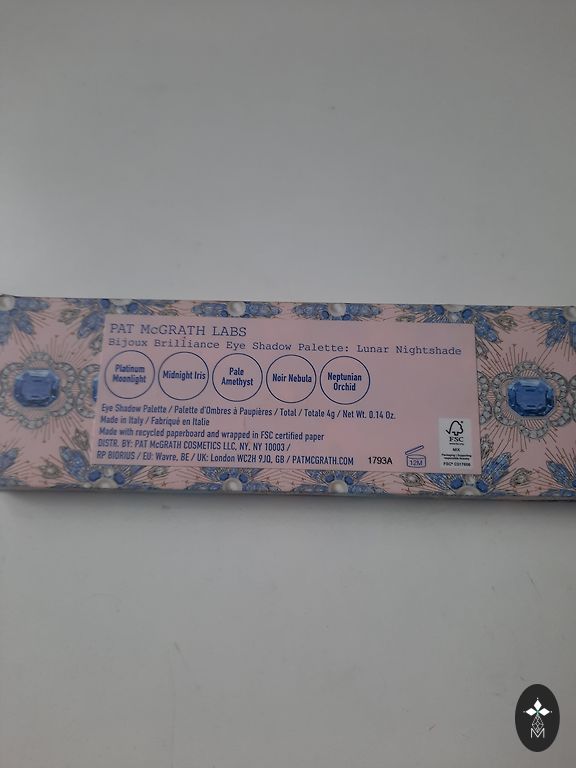 PAT McGRATH LABS
Bijoux Brilliance Eye Shadow Palette: Lunar Nightshade
Platinum Moonlight
Midnight Iris
Pale Amethyst
Noir Nebula
Neptunian Orchid
Eye Shadow Palette / Palette d'Ombres à Paupières / Total / Totale 4g / Net Wt. 0.14 Oz.
Made in Italy / Fabriqué en Italie
Made with recycled paperboard and wrapped in FSC certified paper
DISTR. BY: PAT McGRATH COSMETICS LLC, NY, NY 10003 /
RP BIORIUS / EU: Wavre, BE / UK: London WC2H 9JQ, GB / PATMCGRATH.COM
1793A
12M
FSC
MIX